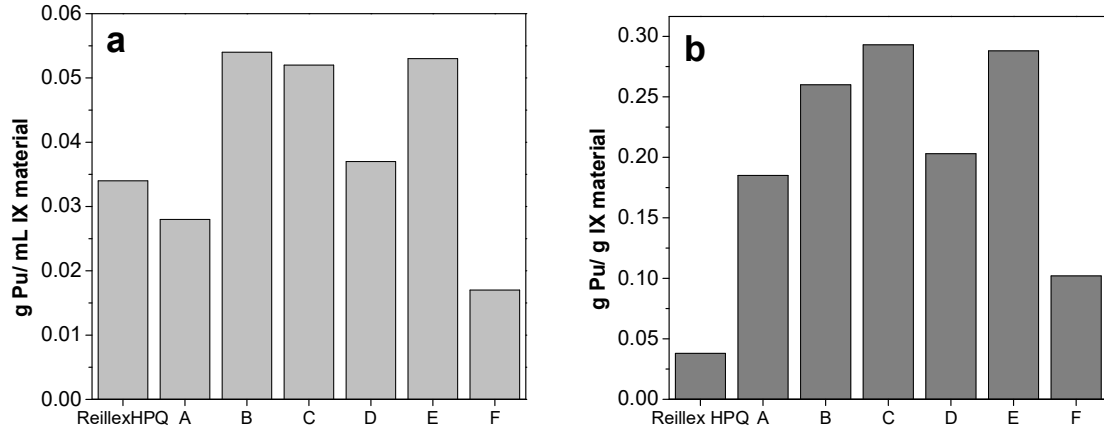 a
g Pu/ mL IX material
0.06
0.05
0.04
0.03
0.02
0.01
0.00
ReillexHPQ A B C D E F
b
g Pu/ g IX material
0.30
0.25
0.20
0.15
0.10
0.05
0.00
Reillex HPQ A B C D E F